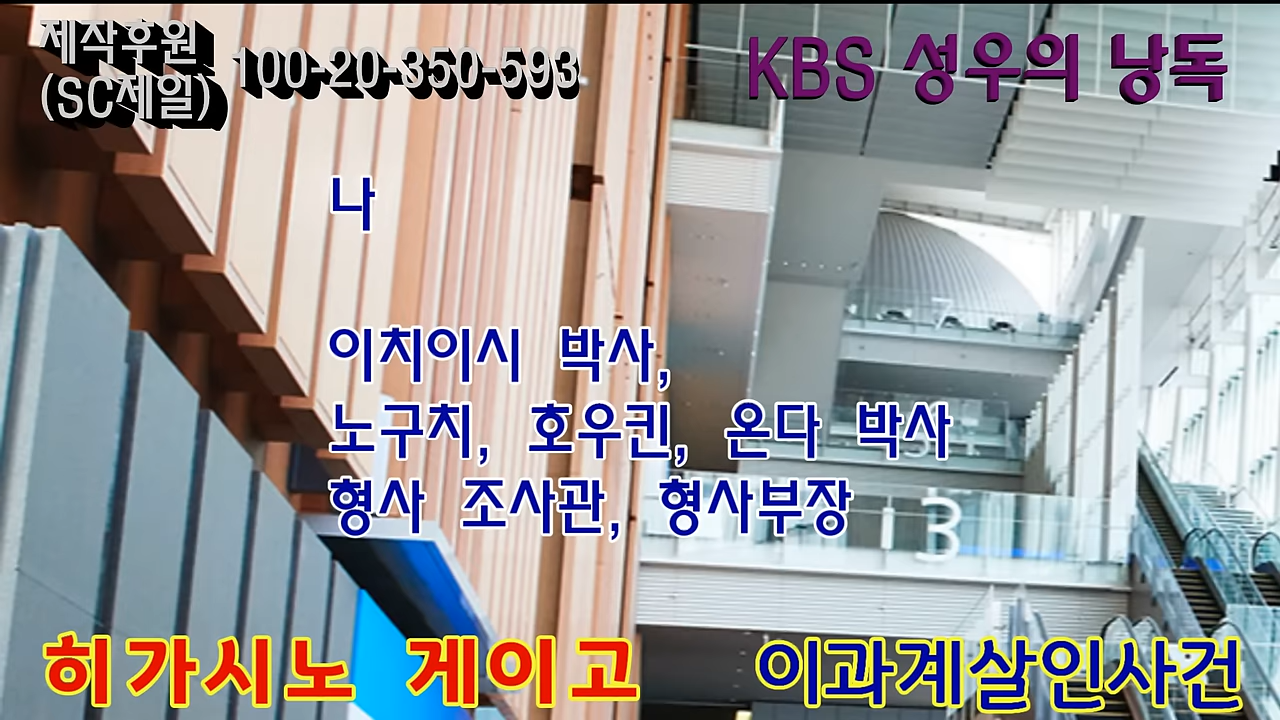 제작후원
(SC제일) 100-20-350-593
KBS 성우의 낭독
나
이치이시 박사,
노구치, 호우킨, 온다 박사
형사 조사관, 형사부장
3
히가시노 게이고
이과계살인사건